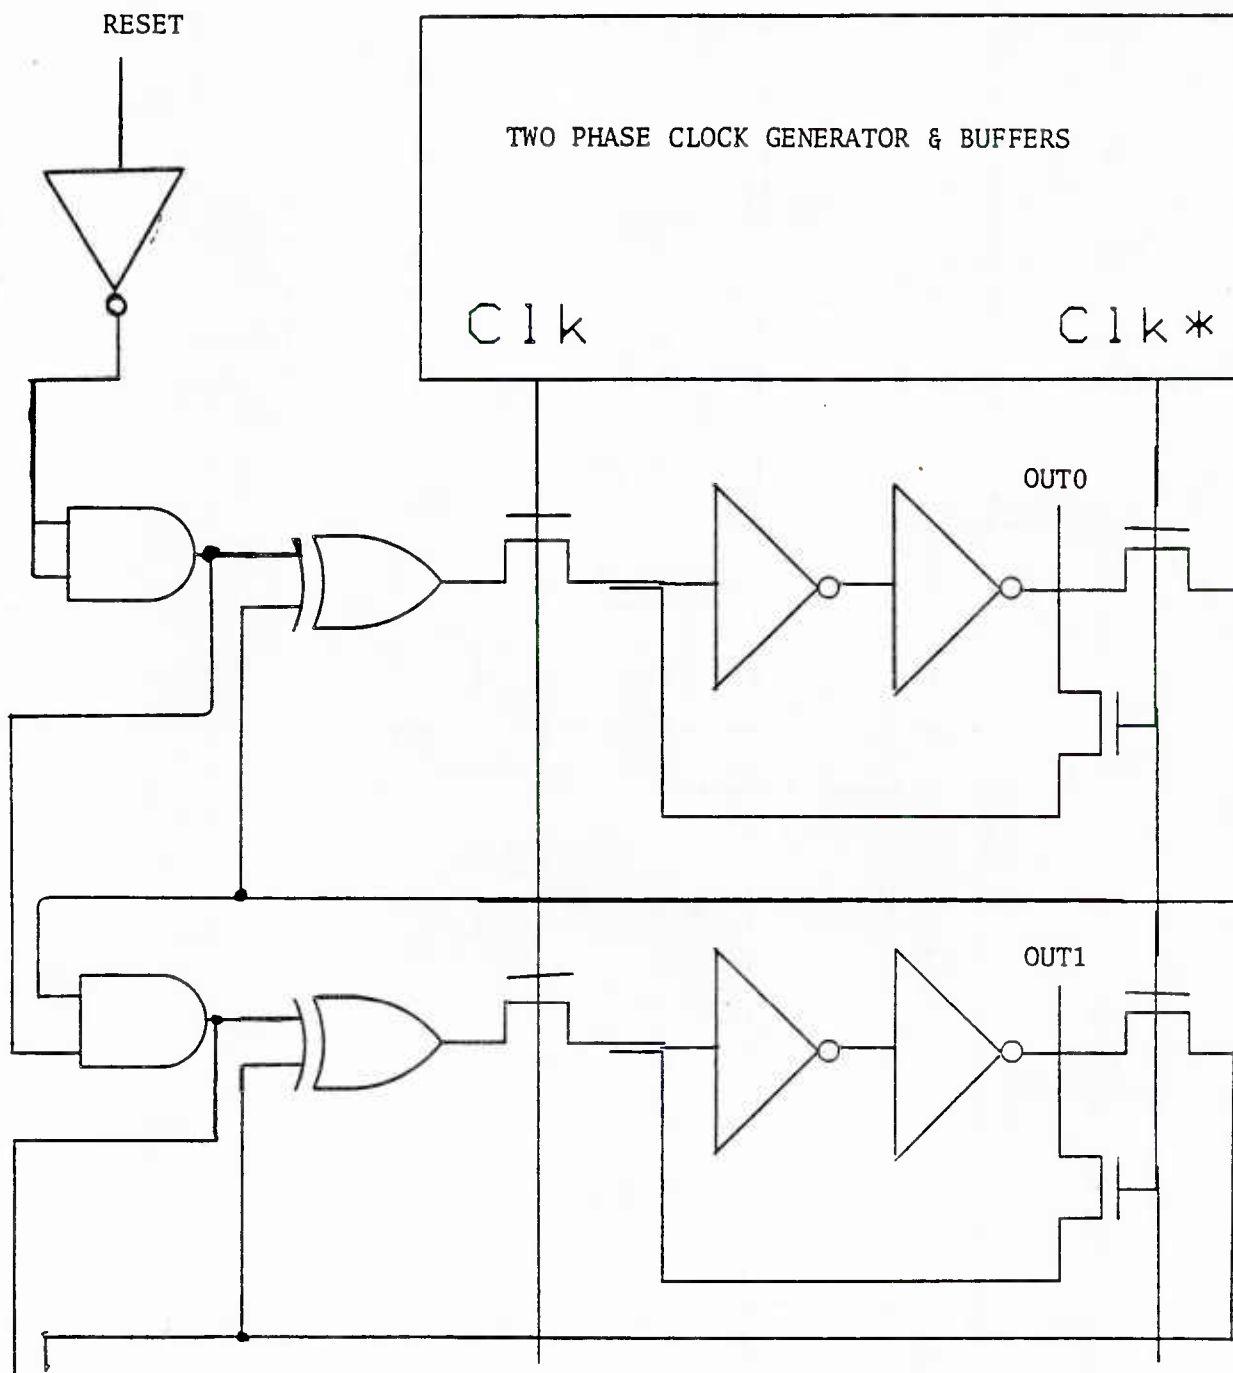 RESET
TWO PHASE CLOCK GENERATOR & BUFFERS
Clk
Clk*
OUT0
OUT1